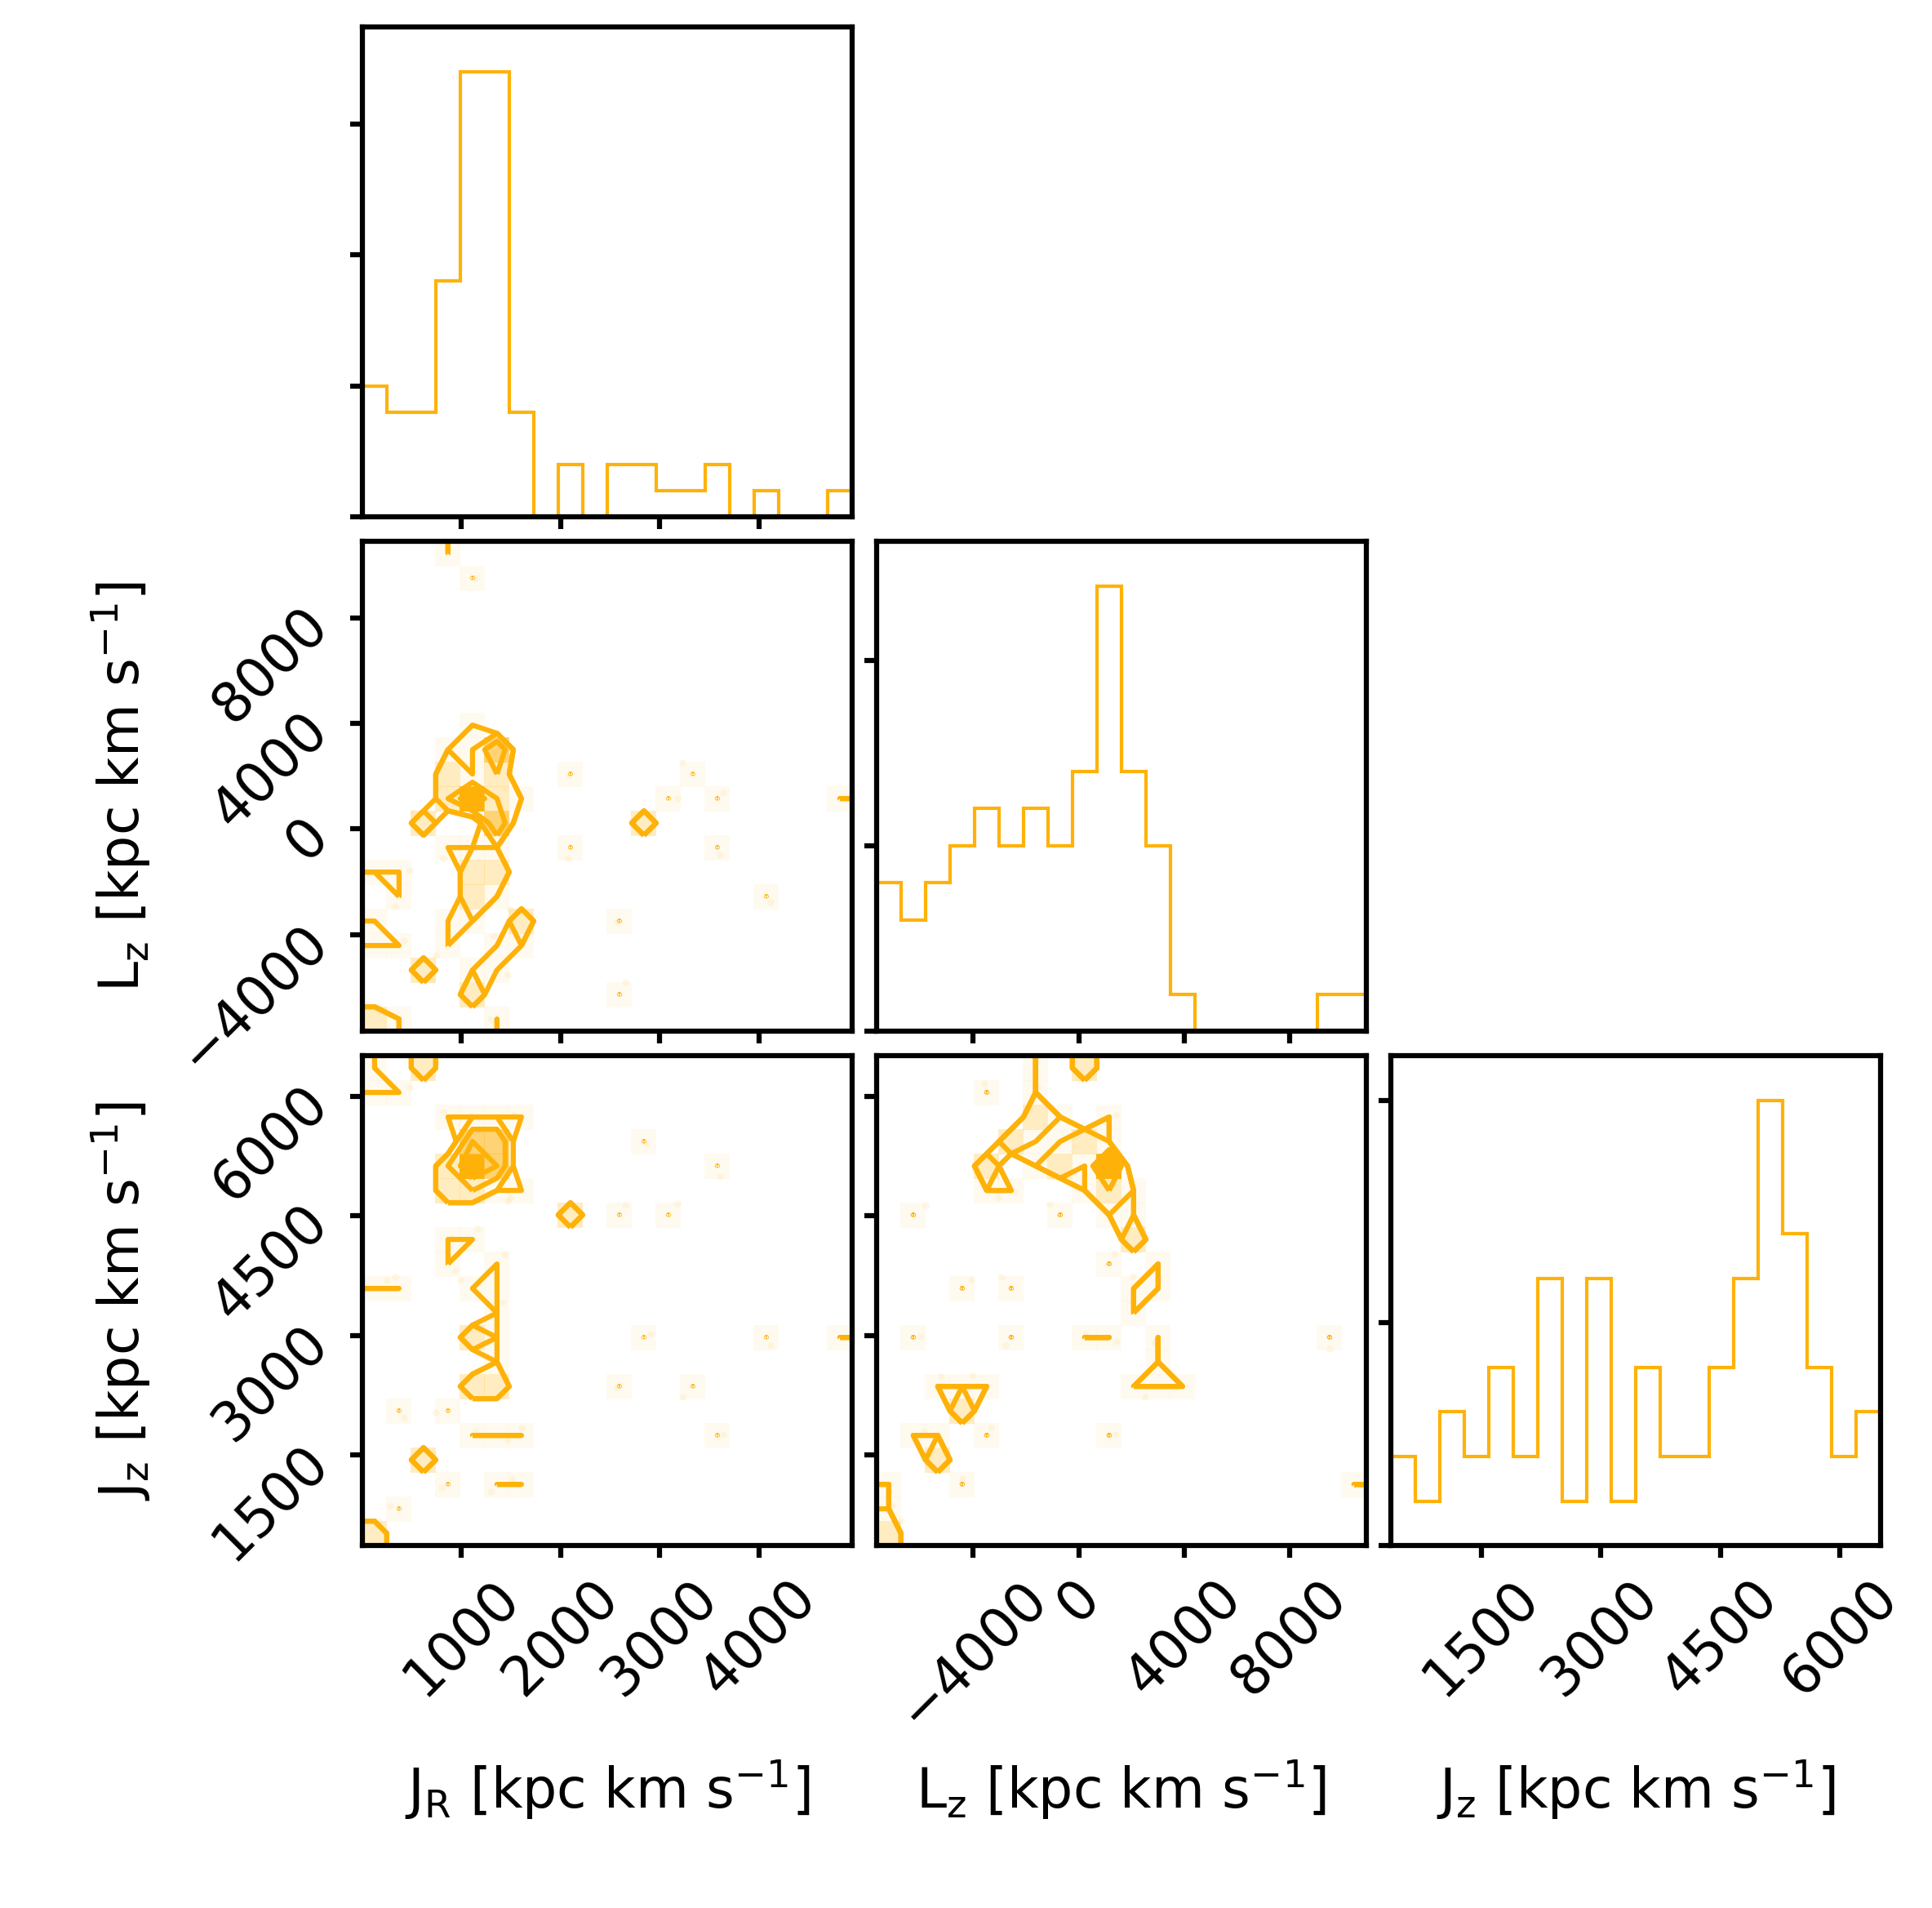 8000
4000
0
−4000
L_z [kpc km s⁻¹]
6000
4500
3000
1500
J_z [kpc km s⁻¹]
1000 2000 3000 4000
−4000 0 4000 8000
1500 3000 4500 6000
J_R [kpc km s⁻¹]
L_z [kpc km s⁻¹]
J_z [kpc km s⁻¹]